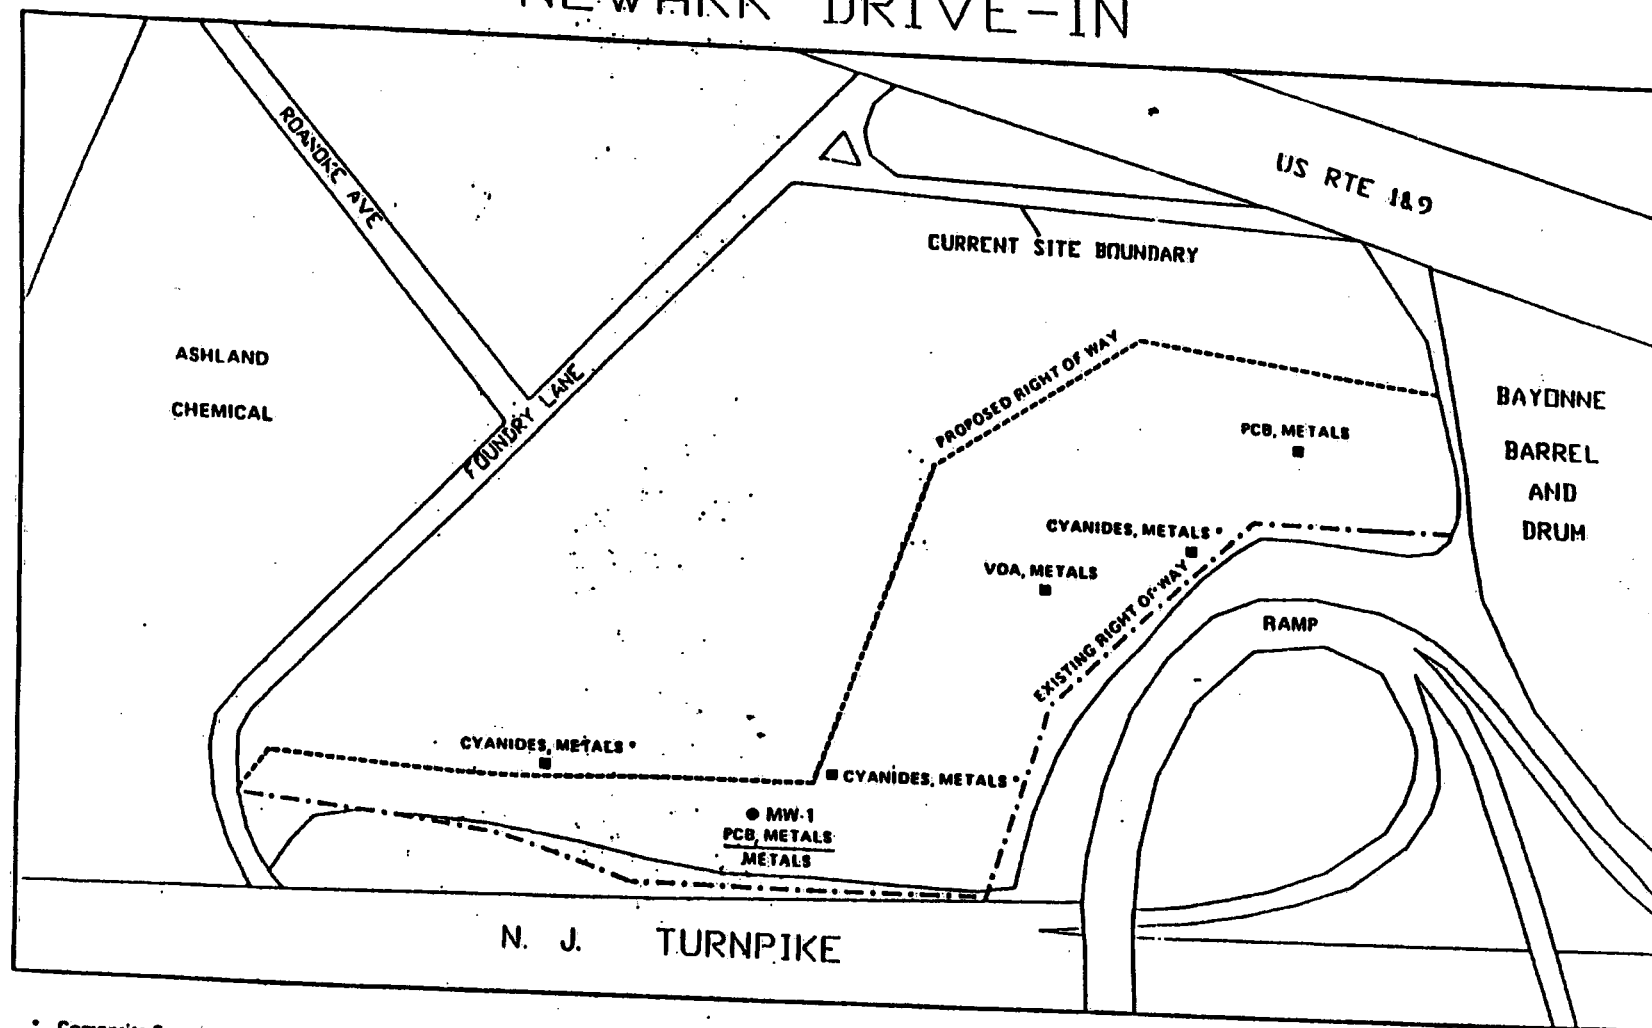 NEWARK DRIVE-IN
ROANOKE AVE
US RTE 1&9
CURRENT SITE BOUNDARY
ASHLAND
CHEMICAL
FOUNDRY LANE
PROPOSED RIGHT OF WAY
BAYONNE
BARREL
AND
DRUM
PCB, METALS
CYANIDES, METALS *
VOA, METALS
EXISTING RIGHT OF WAY
RAMP
CYANIDES, METALS *
CYANIDES, METALS *
MW-1
PCB, METALS
METALS
N. J. TURNPIKE